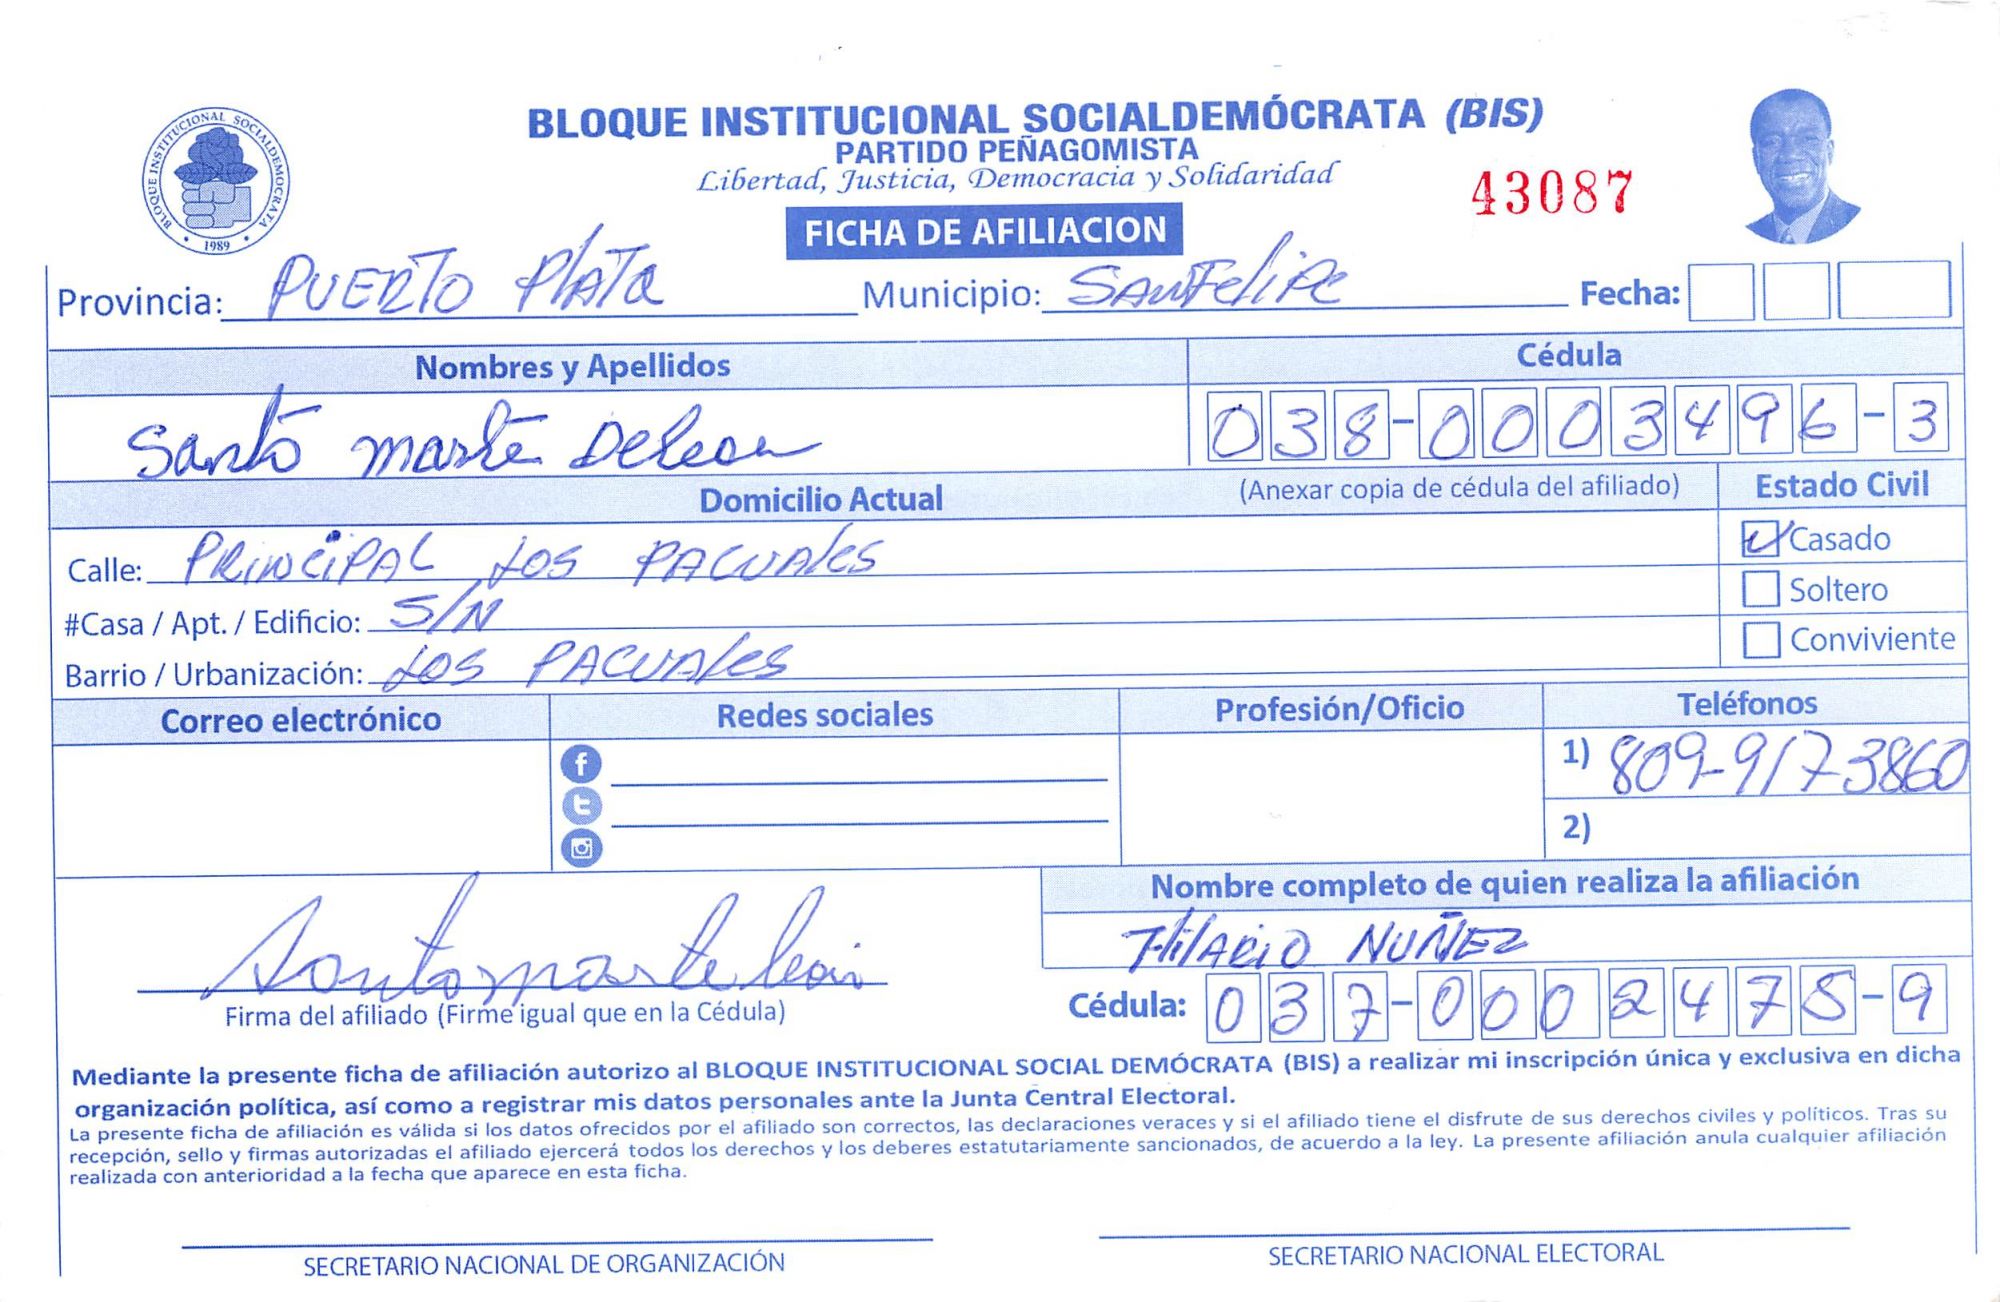 BLOQUE INSTITUCIONAL SOCIALDEMOCRATA
1989
BLOQUE INSTITUCIONAL SOCIALDEMÓCRATA (BIS)
PARTIDO PEÑAGOMISTA
Libertad, Justicia, Democracia y Solidaridad
43087
FICHA DE AFILIACION
Provincia: PUERTO PlATA Municipio: SANFELIPE Fecha:
Nombres y Apellidos Cédula
Santo marte De Leon 038-0003496-3
Domicilio Actual (Anexar copia de cédula del afiliado) Estado Civil
Calle: PRINCIPAL LOS PACUALES Casado
#Casa / Apt. / Edificio: S/N Soltero
Barrio / Urbanización: LOS PACUALES Conviviente
Correo electrónico Redes sociales Profesión/Oficio Teléfonos
1) 809-917-3860
2)
Nombre completo de quien realiza la afiliación
HilARIO NUÑEZ
Santo marte leon
Firma del afiliado (Firme igual que en la Cédula) Cédula: 037-0002475-9
Mediante la presente ficha de afiliación autorizo al BLOQUE INSTITUCIONAL SOCIAL DEMÓCRATA (BIS) a realizar mi inscripción única y exclusiva en dicha
organización política, así como a registrar mis datos personales ante la Junta Central Electoral.
La presente ficha de afiliación es válida si los datos ofrecidos por el afiliado son correctos, las declaraciones veraces y si el afiliado tiene el disfrute de sus derechos civiles y políticos. Tras su
recepción, sello y firmas autorizadas el afiliado ejercerá todos los derechos y los deberes estatutariamente sancionados, de acuerdo a la ley. La presente afiliación anula cualquier afiliación
realizada con anterioridad a la fecha que aparece en esta ficha.
SECRETARIO NACIONAL DE ORGANIZACIÓN SECRETARIO NACIONAL ELECTORAL